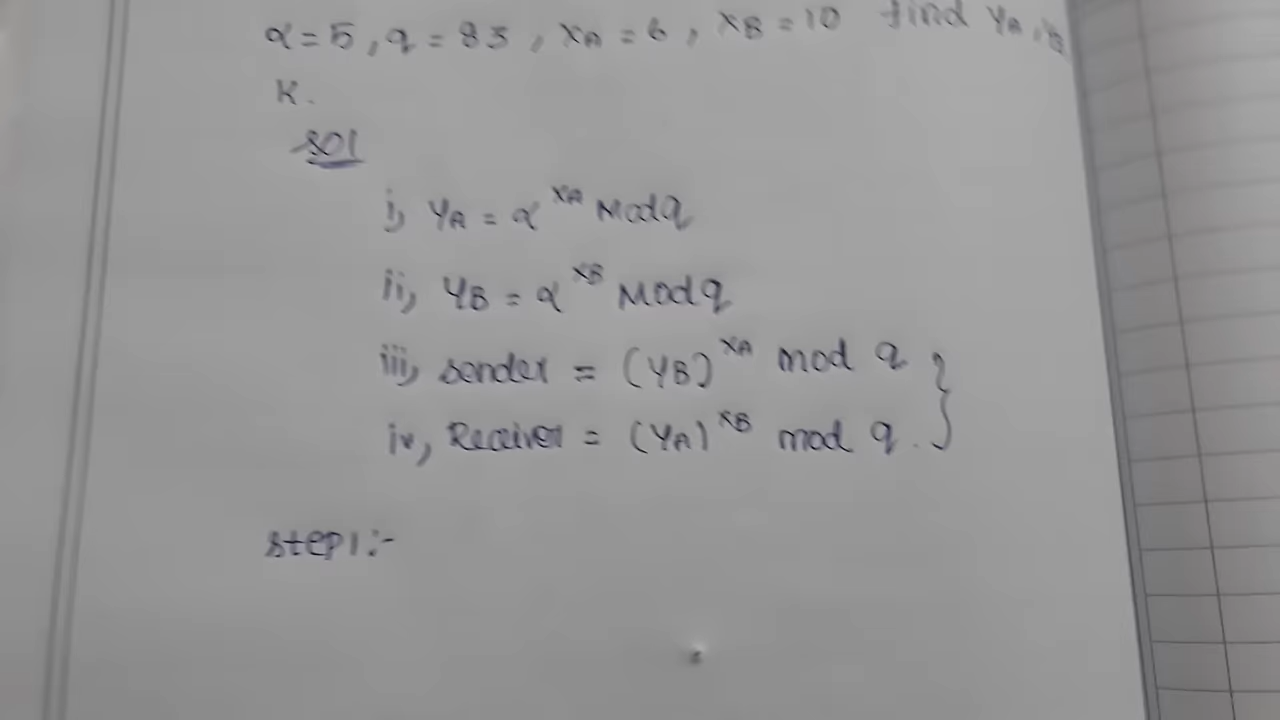 α=5, q=83, XA=6, XB=10 find YA, YB
K.
sol
i, YA = α^XA Mod q
ii, YB = α^XB Mod q
iii, sender = (YB)^XA mod q }
iv, Receiver = (YA)^XB mod q.
step1:-